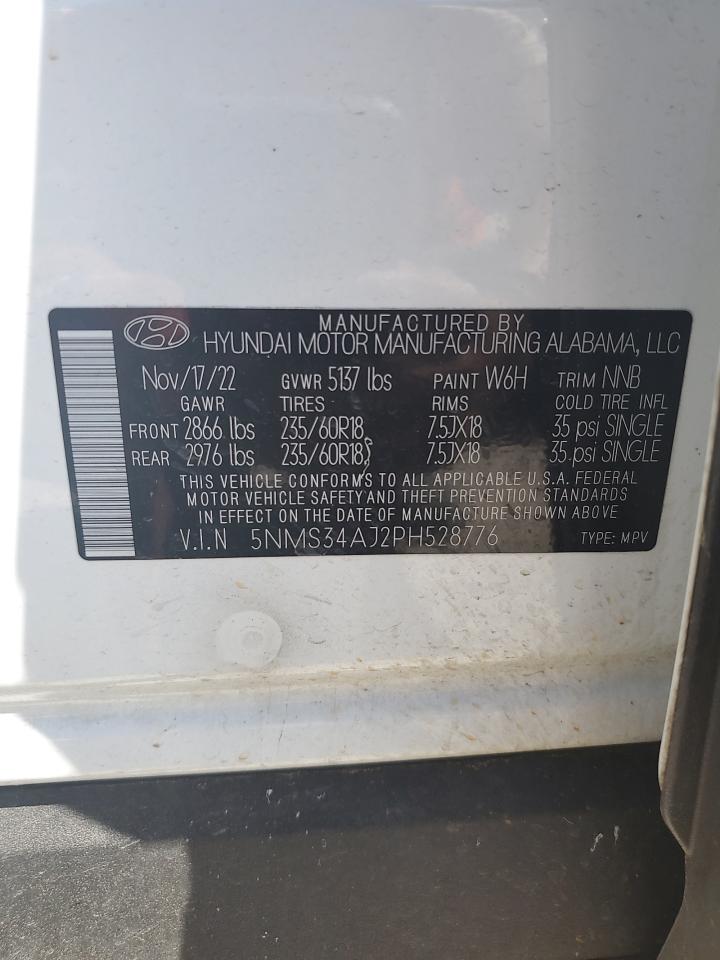 MANUFACTURED BY
HYUNDAI MOTOR MANUFACTURING ALABAMA, LLC
Nov/17/22 GVWR 5137 lbs PAINT W6H TRIM NNB
GAWR TIRES RIMS COLD TIRE INFL
FRONT 2866 lbs 235/60R18 7.5JX18 35 psi SINGLE
REAR 2976 lbs 235/60R18 7.5JX18 35 psi SINGLE
THIS VEHICLE CONFORMS TO ALL APPLICABLE U.S.A. FEDERAL
MOTOR VEHICLE SAFETY AND THEFT PREVENTION STANDARDS
IN EFFECT ON THE DATE OF MANUFACTURE SHOWN ABOVE
V.I.N 5NMS34AJ2PH528776 TYPE: MPV